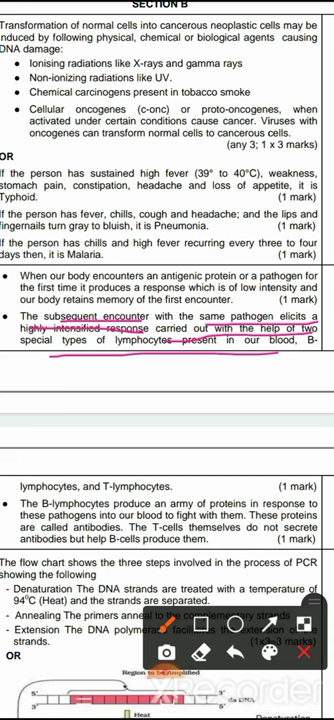 SECTION B
Transformation of normal cells into cancerous neoplastic cells may be
induced by following physical, chemical or biological agents causing
DNA damage:
• Ionising radiations like X-rays and gamma rays
• Non-ionizing radiations like UV.
• Chemical carcinogens present in tobacco smoke
• Cellular oncogenes (c-onc) or proto-oncogenes, when
activated under certain conditions cause cancer. Viruses with
oncogenes can transform normal cells to cancerous cells.
(any 3; 1 x 3 marks)
OR
If the person has sustained high fever (39° to 40°C), weakness,
stomach pain, constipation, headache and loss of appetite, it is
Typhoid. (1 mark)
If the person has fever, chills, cough and headache; and the lips and
fingernails turn gray to bluish, it is Pneumonia. (1 mark)
If the person has chills and high fever recurring every three to four
days then, it is Malaria. (1 mark)
• When our body encounters an antigenic protein or a pathogen for
the first time it produces a response which is of low intensity and
our body retains memory of the first encounter. (1 mark)
• The subsequent encounter with the same pathogen elicits a
highly intensified response carried out with the help of two
special types of lymphocytes present in our blood, B-
lymphocytes, and T-lymphocytes. (1 mark)
• The B-lymphocytes produce an army of proteins in response to
these pathogens into our blood to fight with them. These proteins
are called antibodies. The T-cells themselves do not secrete
antibodies but help B-cells produce them. (1 mark)
The flow chart shows the three steps involved in the process of PCR
showing the following
- Denaturation The DNA strands are treated with a temperature of
94⁰C (Heat) and the strands are separated.
- Annealing The primers anneal to the complementary strands
- Extension The DNA polymerase facilitates the extension of the
strands. (1x3=3 marks)
OR
Region to be Amplified
5' 3'
3' 5'
ds DNA
Heat
Denaturation
XRecorder